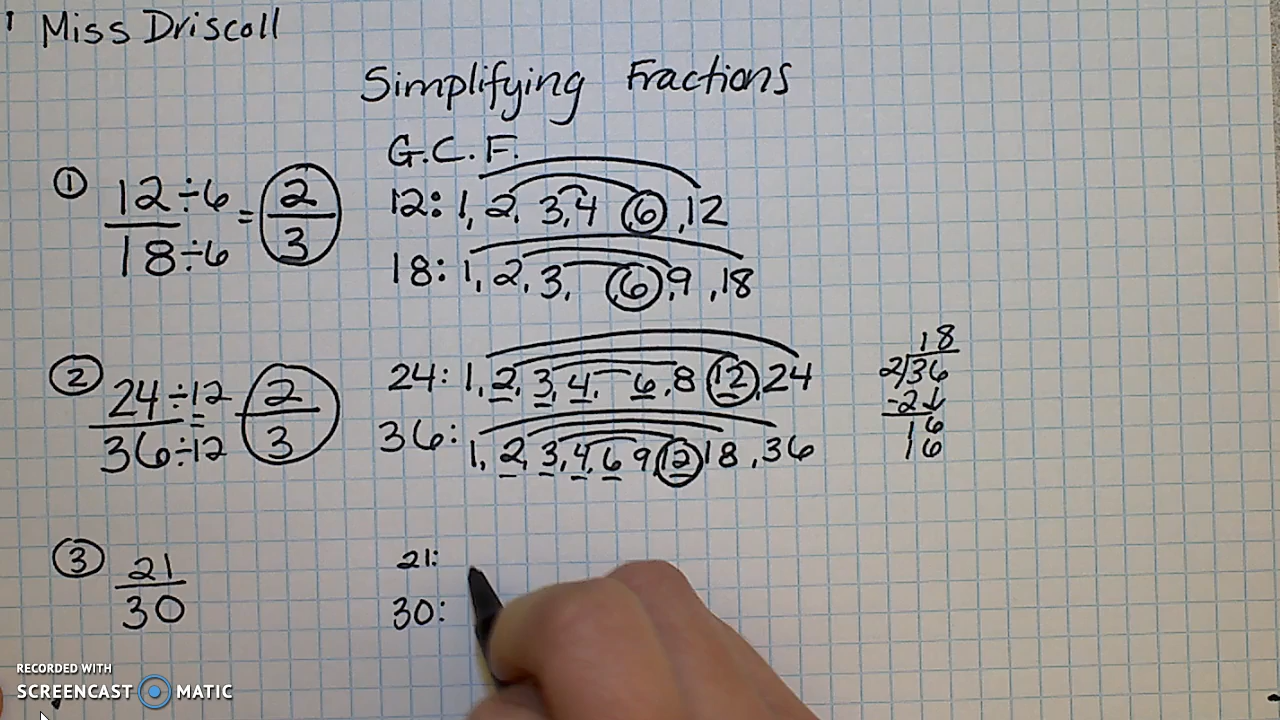 Miss Driscoll
Simplifying Fractions
G.C.F.
① 12÷6 / 18÷6 = 2/3
12: 1, 2, 3, 4, 6, 12
18: 1, 2, 3, 6, 9, 18
② 24÷12 / 36÷12 = 2/3
24: 1, 2, 3, 4, 6, 8, 12, 24
36: 1, 2, 3, 4, 6, 9, 12, 18, 36
18
2)36
-2↓
16
16
③ 21/30
21:
30:
RECORDED WITH
SCREENCAST MATIC